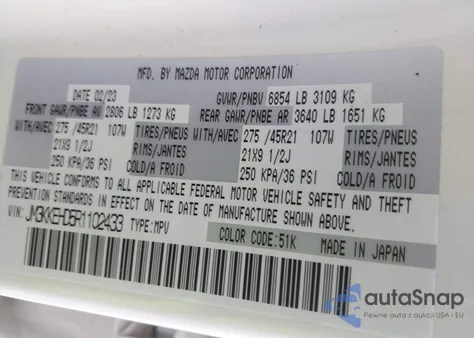 MFD. BY MAZDA MOTOR CORPORATION
DATE 02/23 GVWR/PNBV 6854 LB 3109 KG
FRONT GAWR/PNBE AV 2806 LB 1273 KG REAR GAWR/PNBE AR 3640 LB 1651 KG
WITH/AVEC 275 /45R21 107W TIRES/PNEUS WITH/AVEC 275 /45R21 107W TIRES/PNEUS
21X9 1/2J RIMS/JANTES 21X9 1/2J RIMS/JANTES
250 KPA/36 PSI COLD/A FROID 250 KPA/36 PSI COLD/A FROID
THIS VEHICLE CONFORMS TO ALL APPLICABLE FEDERAL MOTOR VEHICLE SAFETY AND THEFT
PREVENTION STANDARDS IN EFFECT ON THE DATE OF MANUFACTURE SHOWN ABOVE.
VIN: JM3KKEHD5R1102433 TYPE:MPV
COLOR CODE:51K MADE IN JAPAN
autoSnap
Pewne auta z aukcji USA i EU